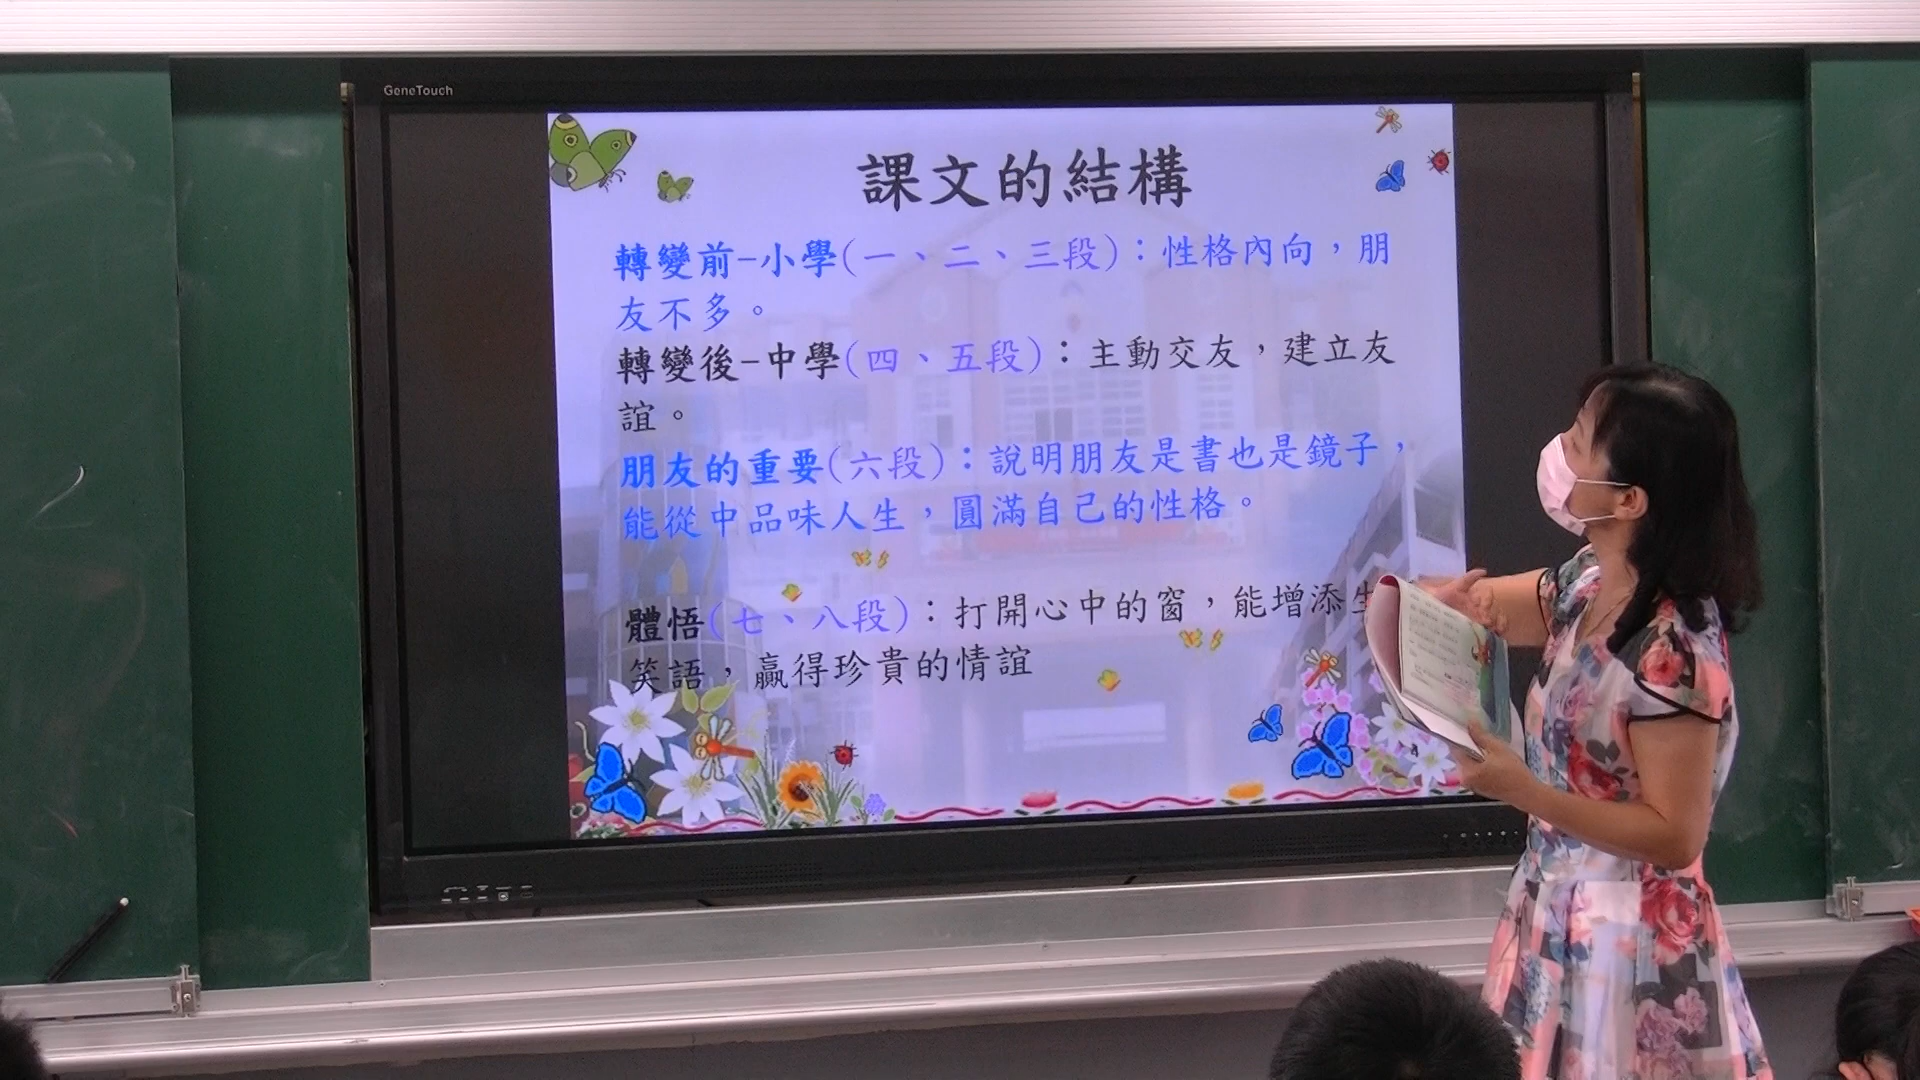 GeneTouch
課文的結構
轉變前-小學(一、二、三段)：性格內向，朋
友不多。
轉變後-中學(四、五段)：主動交友，建立友
誼。
朋友的重要(六段)：說明朋友是書也是鏡子，
能從中品味人生，圓滿自己的性格。
體悟(七、八段)：打開心中的窗，能增添生
笑語，贏得珍貴的情誼